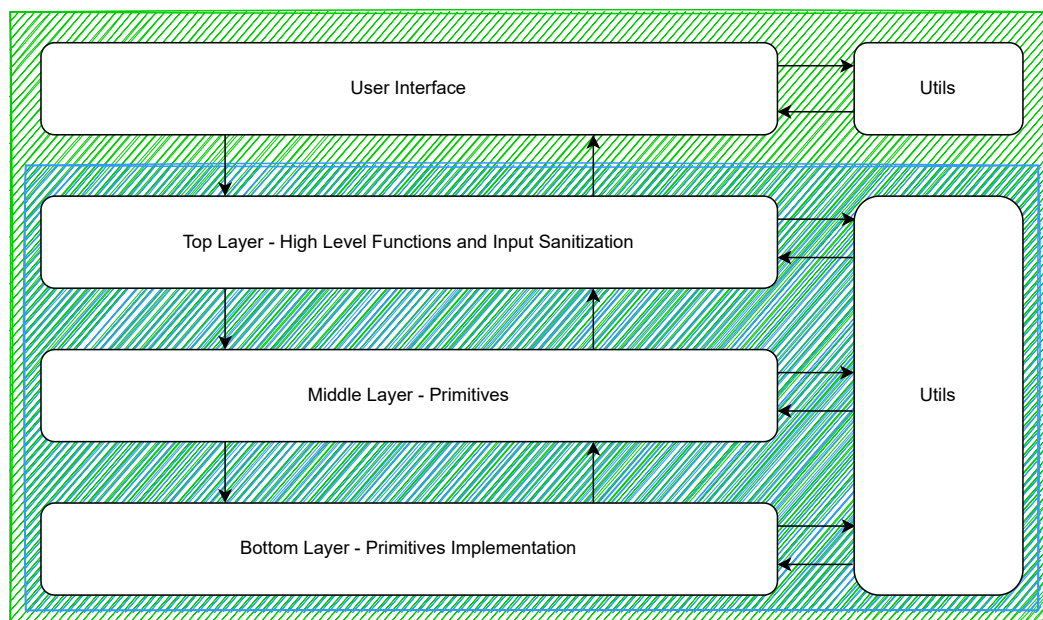 User Interface
Utils
Top Layer - High Level Functions and Input Sanitization
Middle Layer - Primitives
Utils
Bottom Layer - Primitives Implementation